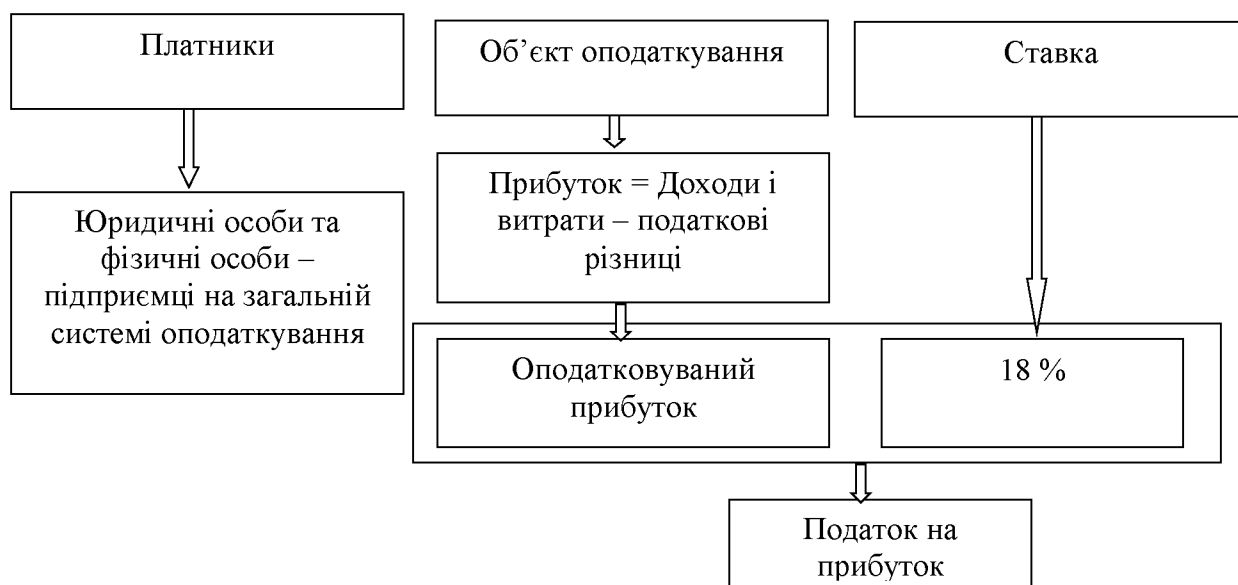 Платники
Об’єкт оподаткування
Ставка
Юридичні особи та
фізичні особи –
підприємці на загальній
системі оподаткування
Прибуток = Доходи і
витрати – податкові
різниці
Оподатковуваний
прибуток
18 %
Податок на
прибуток